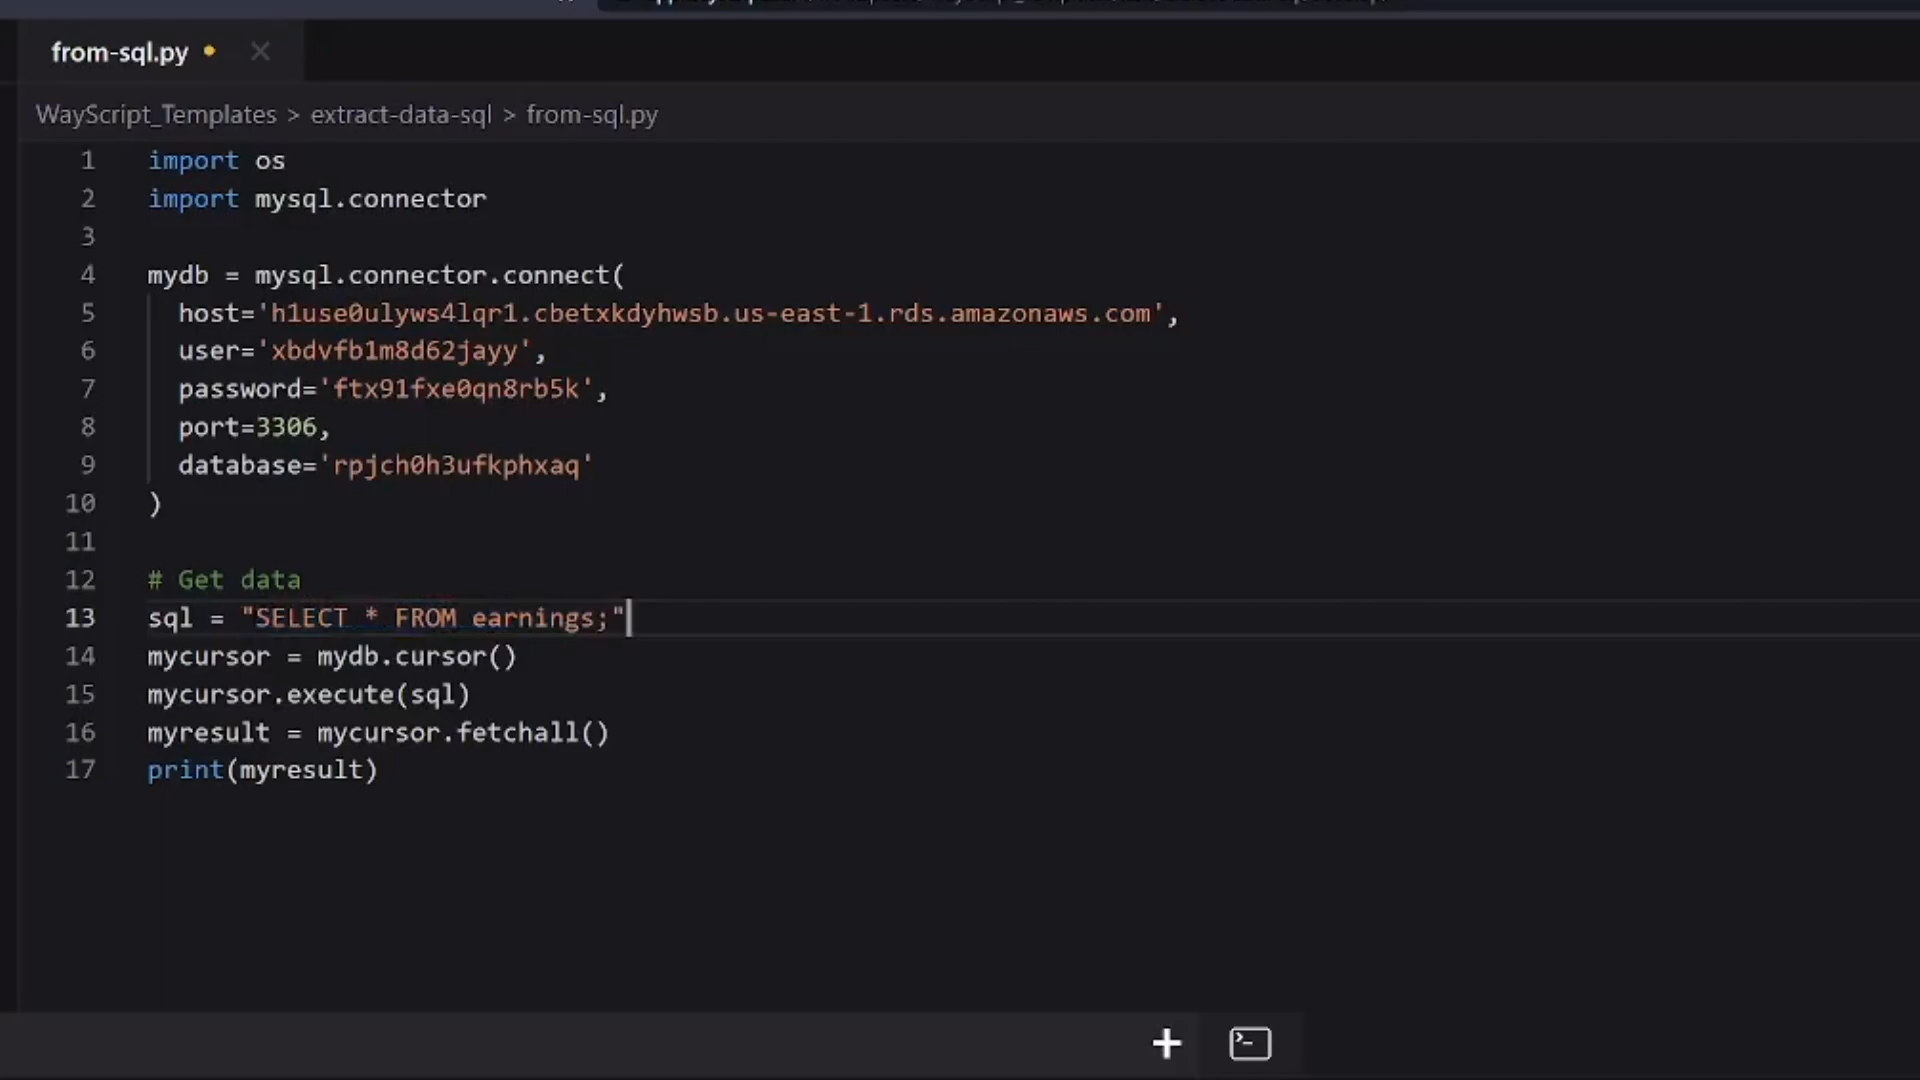 from-sql.py
WayScript_Templates > extract-data-sql > from-sql.py
1 import os
2 import mysql.connector
3
4 mydb = mysql.connector.connect(
5 host='h1use0ulyws4lqr1.cbetxkdyhwsb.us-east-1.rds.amazonaws.com',
6 user='xbdvfb1m8d62jayy',
7 password='ftx91fxe0qn8rb5k',
8 port=3306,
9 database='rpjch0h3ufkphxaq'
10 )
11
12 # Get data
13 sql = "SELECT * FROM earnings;"
14 mycursor = mydb.cursor()
15 mycursor.execute(sql)
16 myresult = mycursor.fetchall()
17 print(myresult)